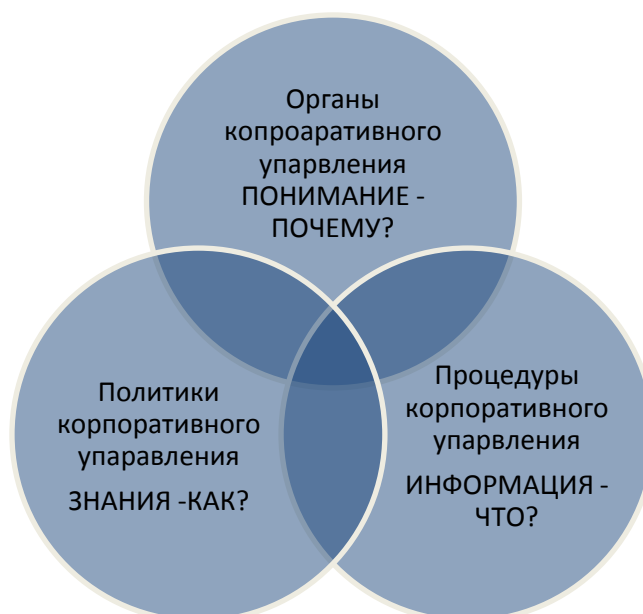 Органы
копроаративного
упарвления
ПОНИМАНИЕ -
ПОЧЕМУ?
Политики
корпоративного
упаравления
ЗНАНИЯ -КАК?
Процедуры
корпоративного
упарвления
ИНФОРМАЦИЯ -
ЧТО?